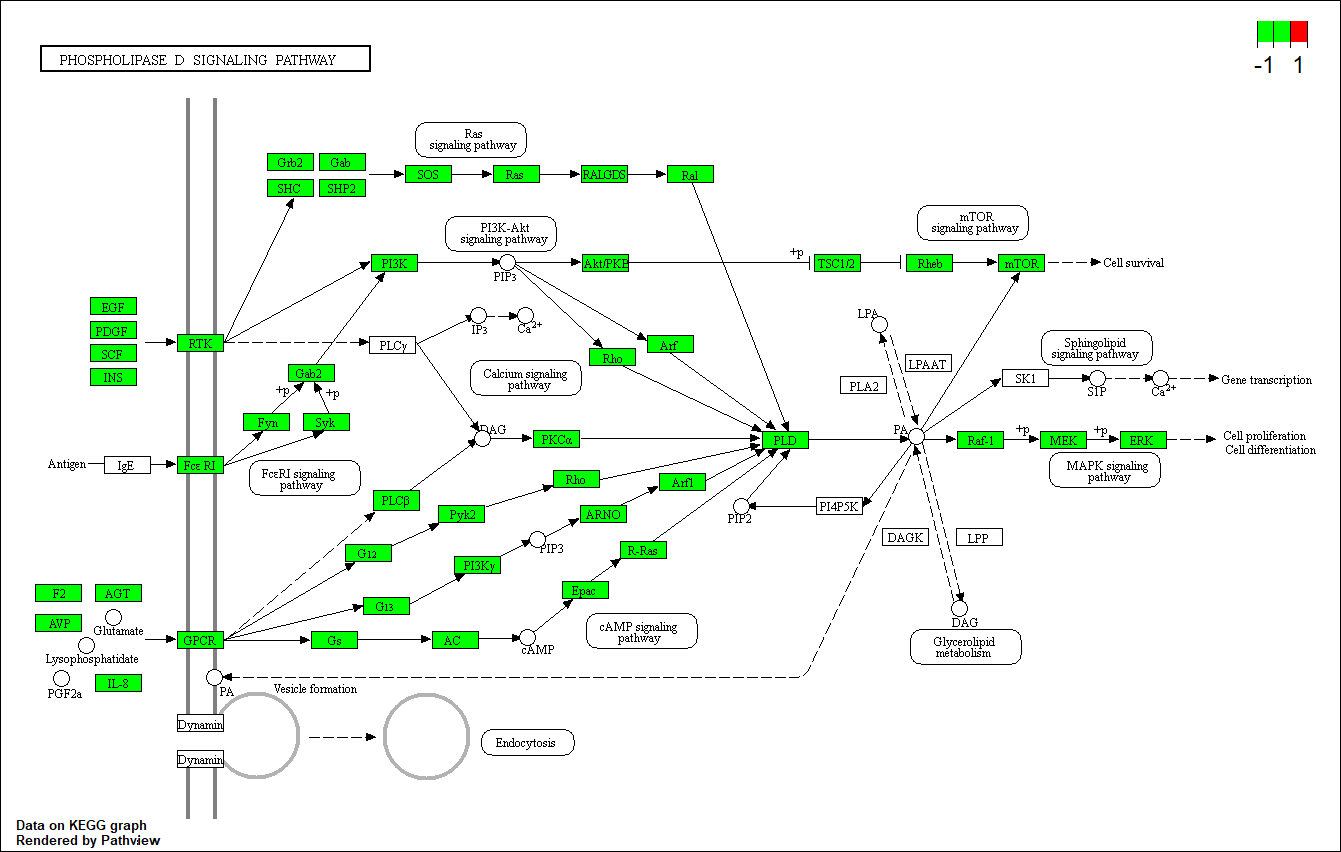 PHOSPHOLIPASE D SIGNALING PATHWAY
-1 1
Ras
signaling pathway
Grb2 Gab
SHC SHP2
SOS Ras RALGDS Ral
PI3K-Akt
signaling pathway
mTOR
signaling pathway
PI3K
PIP3
Akt/PKB
+p
TSC1/2
Rheb
mTOR
Cell survival
EGF
PDGF
SCF
INS
RTK
PLCγ
IP3
Ca2+
Calcium signaling
pathway
Rho
Arf
LPA
LPAAT
PLA2
Sphingolipid
signaling pathway
SK1
S1P
Ca2+
Gene transcription
Gab2
+p
+p
Fyn
Syk
DAG
PKCα
PLD
PA
Raf-1
+p
MEK
+p
ERK
Cell proliferation
Cell differentiation
MAPK signaling
pathway
Antigen
IgE
FcεRI
FcεRI signaling
pathway
PLCβ
Rho
Arf1
Pyk2
ARNO
PIP2
PI4P5K
DAGK
LPP
G12
PIP3
R-Ras
PI3Kγ
Epac
G13
F2 AGT
AVP
Glutamate
Lysophosphatidate
PGF2a
IL-8
GPCR
Gs
AC
cAMP
cAMP signaling
pathway
DAG
Glycerolipid
metabolism
PA
Vesicle formation
Dynamin
Dynamin
Endocytosis
Data on KEGG graph
Rendered by Pathview